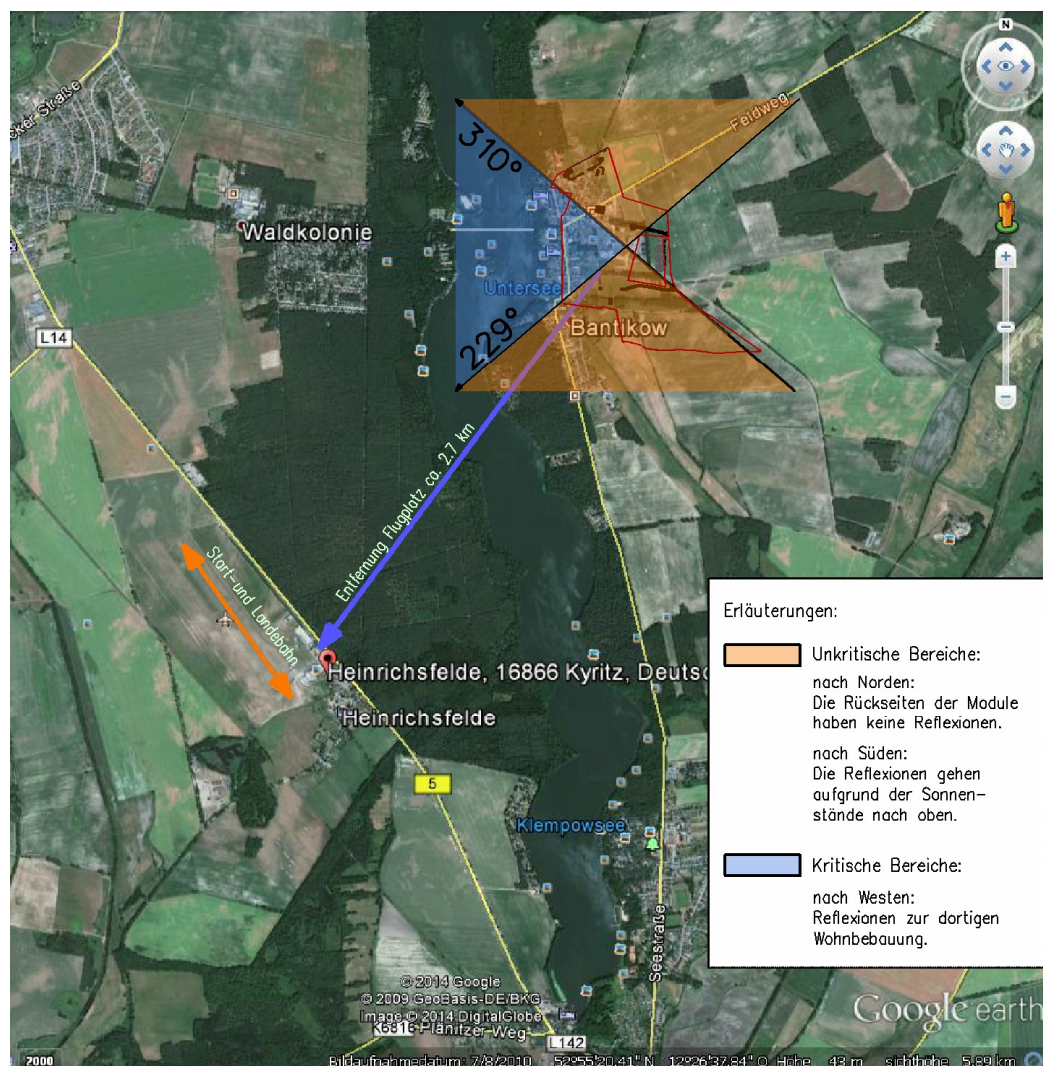 N
Feldweg
310°
Waldkolonie
Untersee
229°
Bantikow
L14
Entfernung Flugplatz ca. 2.7 km
Start-und Landebahn
Heinrichsfelde, 16866 Kyritz, Deutsc
Heinrichsfelde
5
Klempowsee
Seestraße
Erläuterungen:
Unkritische Bereiche:
nach Norden:
Die Rückseiten der Module
haben keine Reflexionen.
nach Süden:
Die Reflexionen gehen
aufgrund der Sonnen-
stände nach oben.
Kritische Bereiche:
nach Westen:
Reflexionen zur dortigen
Wohnbebauung.
© 2014 Google
© 2009 GeoBasis-DE/BKG
Image © 2014 DigitalGlobe
Google earth
Plänitzer Weg
L142
2000
Bildaufnahmedatum: 7/8/2010 52°55'20.41" N 12°26'37.84" O Höhe 43 m sichthöhe 5.89 km